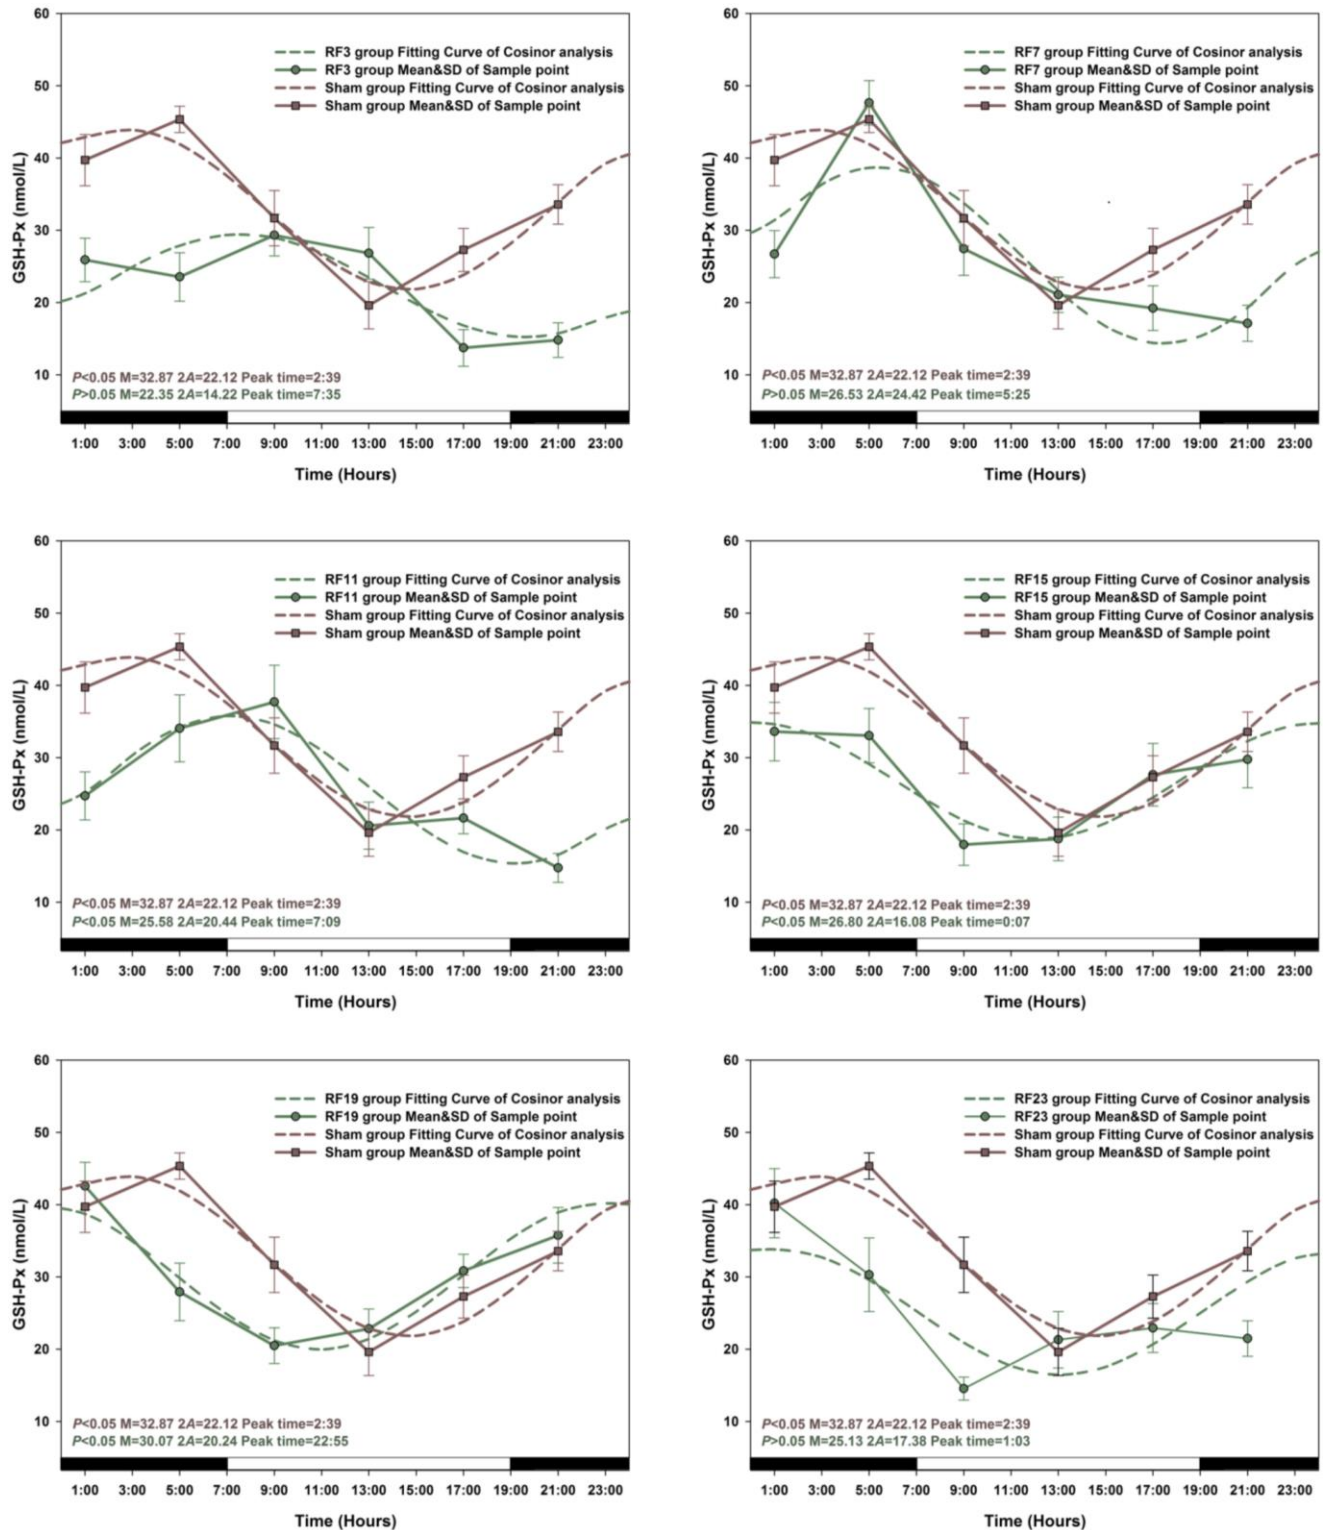 60
50
40
30
20
10
GSH-Px (nmol/L)
RF3 group Fitting Curve of Cosinor analysis
RF3 group Mean&SD of Sample point
Sham group Fitting Curve of Cosinor analysis
Sham group Mean&SD of Sample point
P<0.05 M=32.87 2A=22.12 Peak time=2:39
P>0.05 M=22.35 2A=14.22 Peak time=7:35
1:00 3:00 5:00 7:00 9:00 11:00 13:00 15:00 17:00 19:00 21:00 23:00
Time (Hours)
60
50
40
30
20
10
GSH-Px (nmol/L)
RF7 group Fitting Curve of Cosinor analysis
RF7 group Mean&SD of Sample point
Sham group Fitting Curve of Cosinor analysis
Sham group Mean&SD of Sample point
P<0.05 M=32.87 2A=22.12 Peak time=2:39
P>0.05 M=26.53 2A=24.42 Peak time=5:25
1:00 3:00 5:00 7:00 9:00 11:00 13:00 15:00 17:00 19:00 21:00 23:00
Time (Hours)
60
50
40
30
20
10
GSH-Px (nmol/L)
RF11 group Fitting Curve of Cosinor analysis
RF11 group Mean&SD of Sample point
Sham group Fitting Curve of Cosinor analysis
Sham group Mean&SD of Sample point
P<0.05 M=32.87 2A=22.12 Peak time=2:39
P<0.05 M=25.58 2A=20.44 Peak time=7:09
1:00 3:00 5:00 7:00 9:00 11:00 13:00 15:00 17:00 19:00 21:00 23:00
Time (Hours)
60
50
40
30
20
10
GSH-Px (nmol/L)
RF15 group Fitting Curve of Cosinor analysis
RF15 group Mean&SD of Sample point
Sham group Fitting Curve of Cosinor analysis
Sham group Mean&SD of Sample point
P<0.05 M=32.87 2A=22.12 Peak time=2:39
P<0.05 M=26.80 2A=16.08 Peak time=0:07
1:00 3:00 5:00 7:00 9:00 11:00 13:00 15:00 17:00 19:00 21:00 23:00
Time (Hours)
60
50
40
30
20
10
GSH-Px (nmol/L)
RF19 group Fitting Curve of Cosinor analysis
RF19 group Mean&SD of Sample point
Sham group Fitting Curve of Cosinor analysis
Sham group Mean&SD of Sample point
P<0.05 M=32.87 2A=22.12 Peak time=2:39
P<0.05 M=30.07 2A=20.24 Peak time=22:55
1:00 3:00 5:00 7:00 9:00 11:00 13:00 15:00 17:00 19:00 21:00 23:00
Time (Hours)
60
50
40
30
20
10
GSH-Px (nmol/L)
RF23 group Fitting Curve of Cosinor analysis
RF23 group Mean&SD of Sample point
Sham group Fitting Curve of Cosinor analysis
Sham group Mean&SD of Sample point
P<0.05 M=32.87 2A=22.12 Peak time=2:39
P>0.05 M=25.13 2A=17.38 Peak time=1:03
1:00 3:00 5:00 7:00 9:00 11:00 13:00 15:00 17:00 19:00 21:00 23:00
Time (Hours)